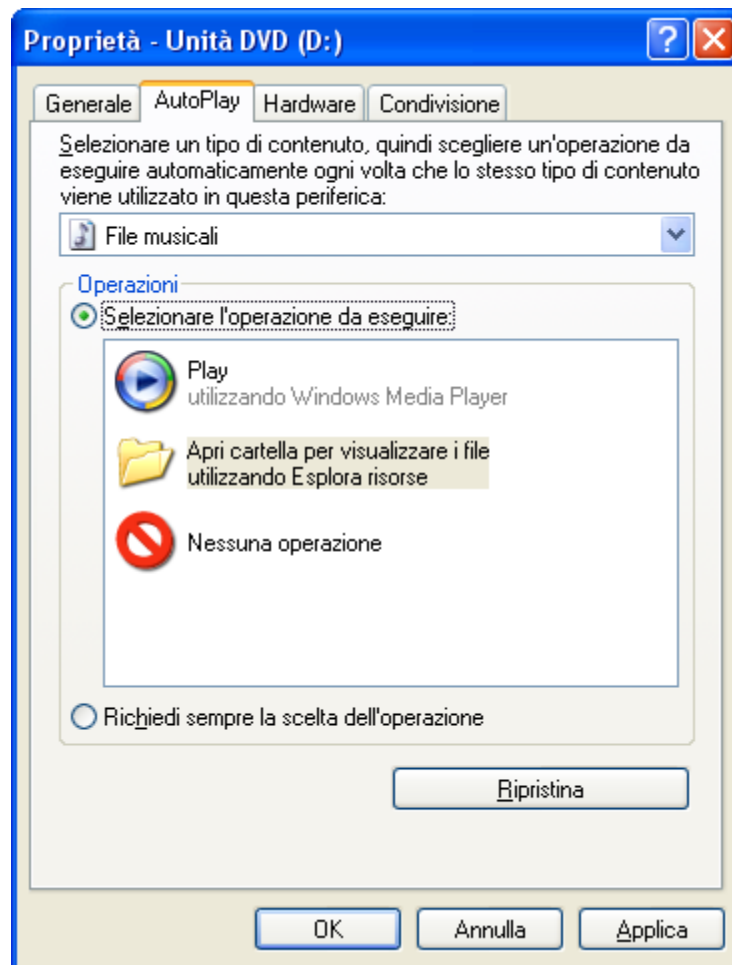 Proprietà - Unità DVD (D:)
Generale AutoPlay Hardware Condivisione
Selezionare un tipo di contenuto, quindi scegliere un'operazione da
eseguire automaticamente ogni volta che lo stesso tipo di contenuto
viene utilizzato in questa periferica:
File musicali
Operazioni
Selezionare l'operazione da eseguire:
Play
utilizzando Windows Media Player
Apri cartella per visualizzare i file
utilizzando Esplora risorse
Nessuna operazione
Richiedi sempre la scelta dell'operazione
Ripristina
OK Annulla Applica